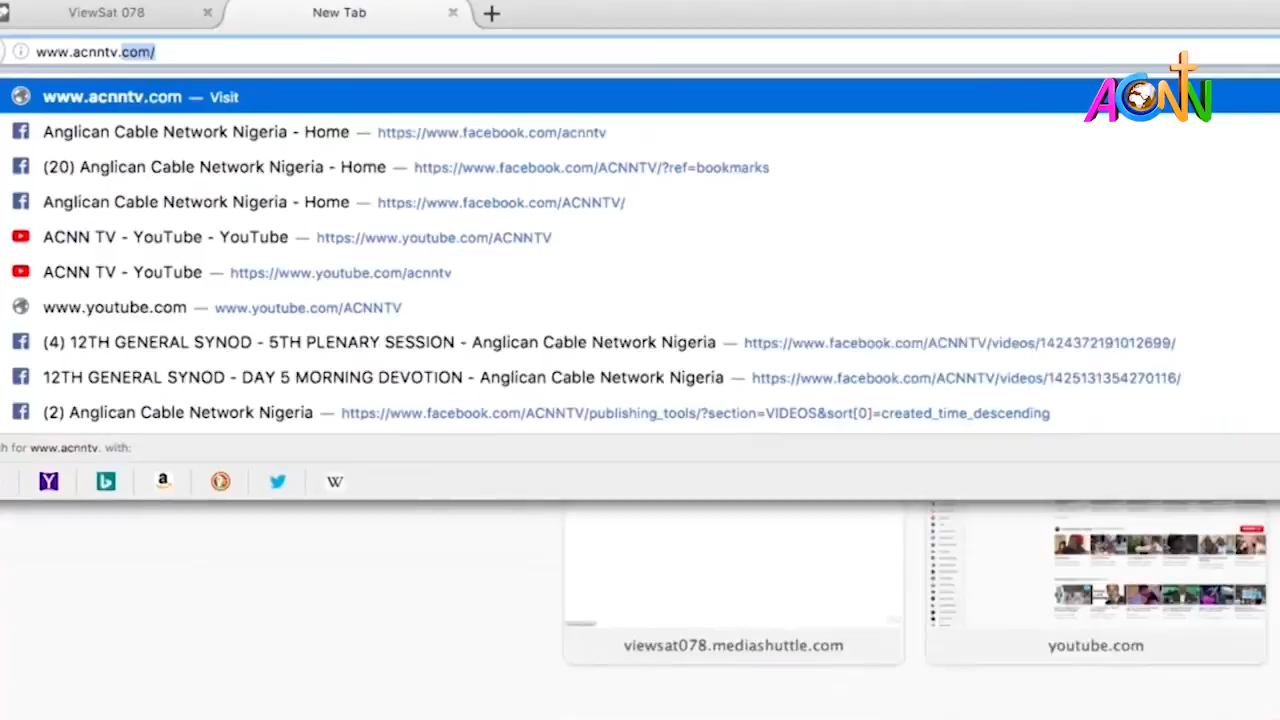 ViewSat 078
New Tab
www.acnntv.com/
www.acnntv.com — Visit
ACNN
Anglican Cable Network Nigeria - Home — https://www.facebook.com/acnntv
(20) Anglican Cable Network Nigeria - Home — https://www.facebook.com/ACNNTV/?ref=bookmarks
Anglican Cable Network Nigeria - Home — https://www.facebook.com/ACNNTV/
ACNN TV - YouTube - YouTube — https://www.youtube.com/ACNNTV
ACNN TV - YouTube — https://www.youtube.com/acnntv
www.youtube.com — www.youtube.com/ACNNTV
(4) 12TH GENERAL SYNOD - 5TH PLENARY SESSION - Anglican Cable Network Nigeria — https://www.facebook.com/ACNNTV/videos/1424372191012699/
12TH GENERAL SYNOD - DAY 5 MORNING DEVOTION - Anglican Cable Network Nigeria — https://www.facebook.com/ACNNTV/videos/1425131354270116/
(2) Anglican Cable Network Nigeria — https://www.facebook.com/ACNNTV/publishing_tools/?section=VIDEOS&sort[0]=created_time_descending
h for www.acnntv. with:
Y b a W
viewsat078.mediashuttle.com
youtube.com